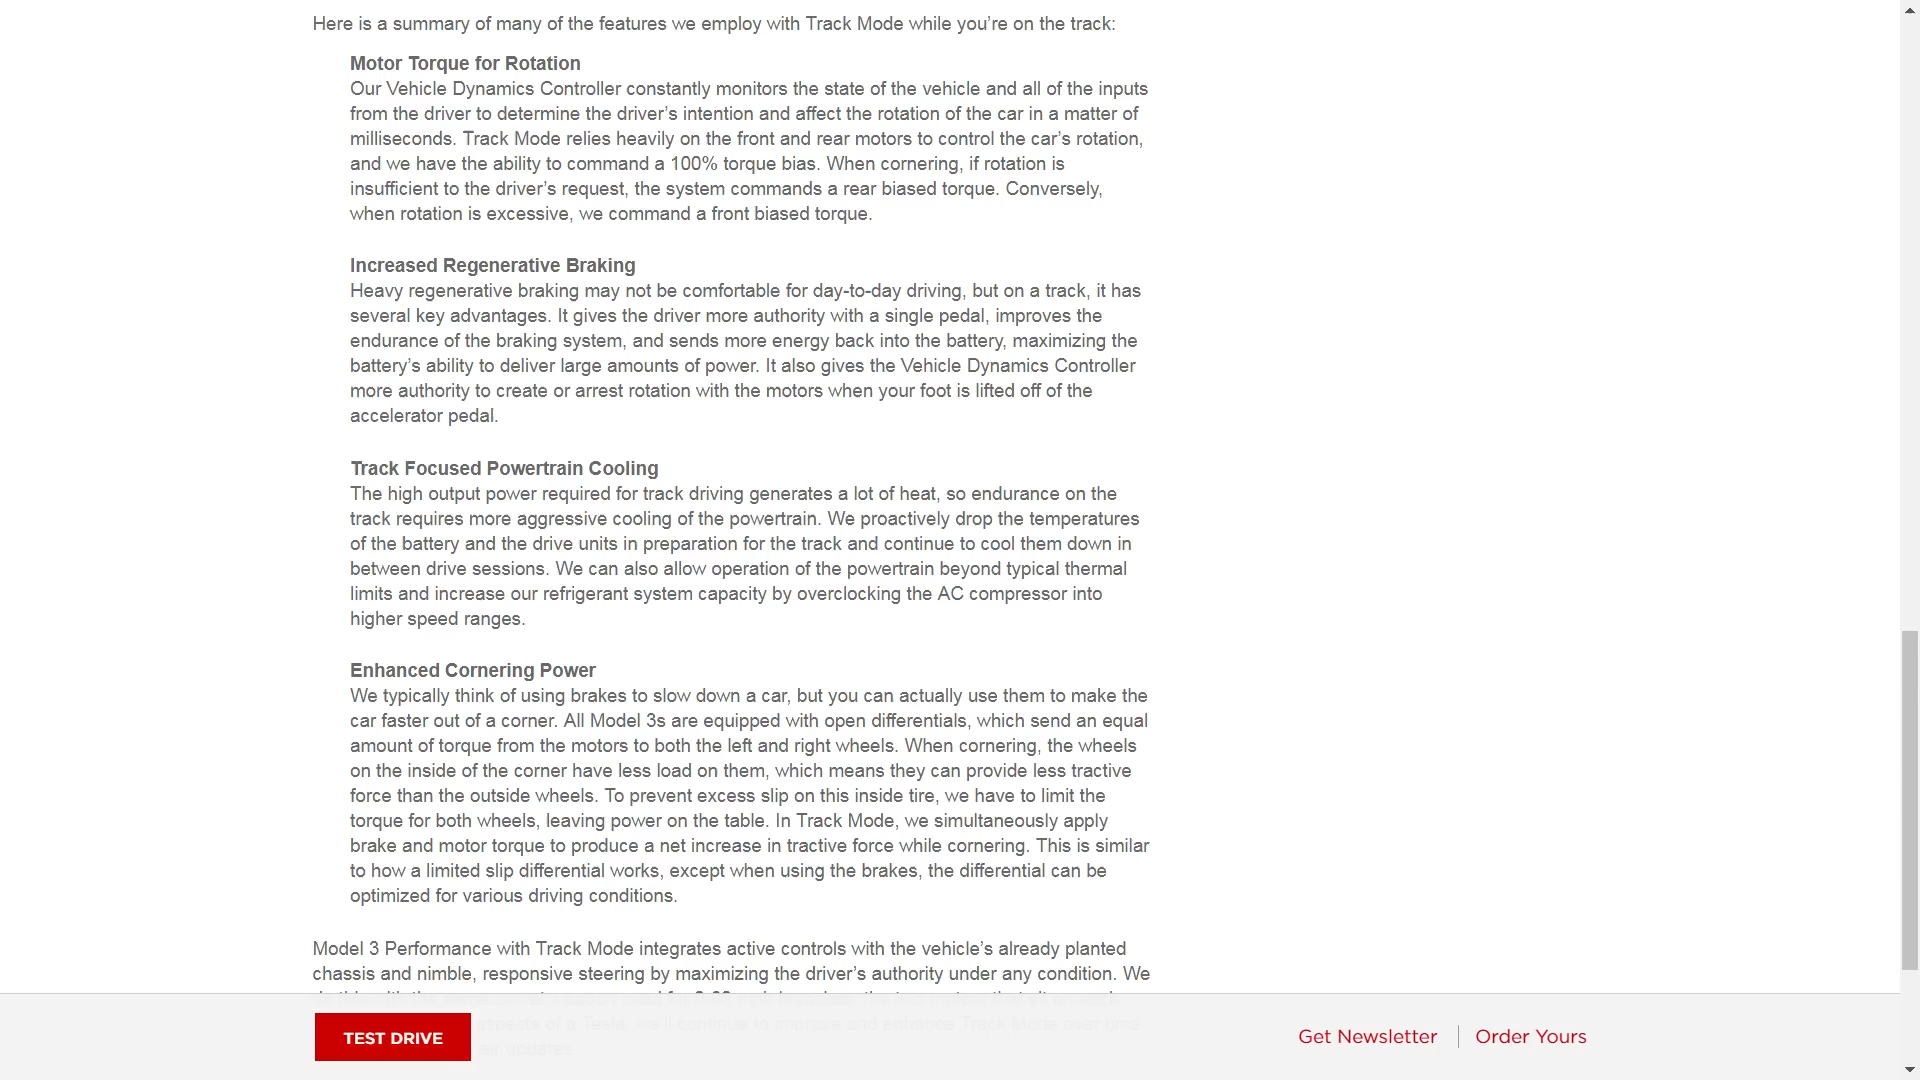 Here is a summary of many of the features we employ with Track Mode while you’re on the track:
Motor Torque for Rotation
Our Vehicle Dynamics Controller constantly monitors the state of the vehicle and all of the inputs
from the driver to determine the driver’s intention and affect the rotation of the car in a matter of
milliseconds. Track Mode relies heavily on the front and rear motors to control the car’s rotation,
and we have the ability to command a 100% torque bias. When cornering, if rotation is
insufficient to the driver’s request, the system commands a rear biased torque. Conversely,
when rotation is excessive, we command a front biased torque.
Increased Regenerative Braking
Heavy regenerative braking may not be comfortable for day-to-day driving, but on a track, it has
several key advantages. It gives the driver more authority with a single pedal, improves the
endurance of the braking system, and sends more energy back into the battery, maximizing the
battery’s ability to deliver large amounts of power. It also gives the Vehicle Dynamics Controller
more authority to create or arrest rotation with the motors when your foot is lifted off of the
accelerator pedal.
Track Focused Powertrain Cooling
The high output power required for track driving generates a lot of heat, so endurance on the
track requires more aggressive cooling of the powertrain. We proactively drop the temperatures
of the battery and the drive units in preparation for the track and continue to cool them down in
between drive sessions. We can also allow operation of the powertrain beyond typical thermal
limits and increase our refrigerant system capacity by overclocking the AC compressor into
higher speed ranges.
Enhanced Cornering Power
We typically think of using brakes to slow down a car, but you can actually use them to make the
car faster out of a corner. All Model 3s are equipped with open differentials, which send an equal
amount of torque from the motors to both the left and right wheels. When cornering, the wheels
on the inside of the corner have less load on them, which means they can provide less tractive
force than the outside wheels. To prevent excess slip on this inside tire, we have to limit the
torque for both wheels, leaving power on the table. In Track Mode, we simultaneously apply
brake and motor torque to produce a net increase in tractive force while cornering. This is similar
to how a limited slip differential works, except when using the brakes, the differential can be
optimized for various driving conditions.
Model 3 Performance with Track Mode integrates active controls with the vehicle’s already planted
chassis and nimble, responsive steering by maximizing the driver’s authority under any condition. We
aspects of a Tesla, we’ll continue to improve and enhance Track Mode over time
air updates.
TEST DRIVE
Get Newsletter
Order Yours